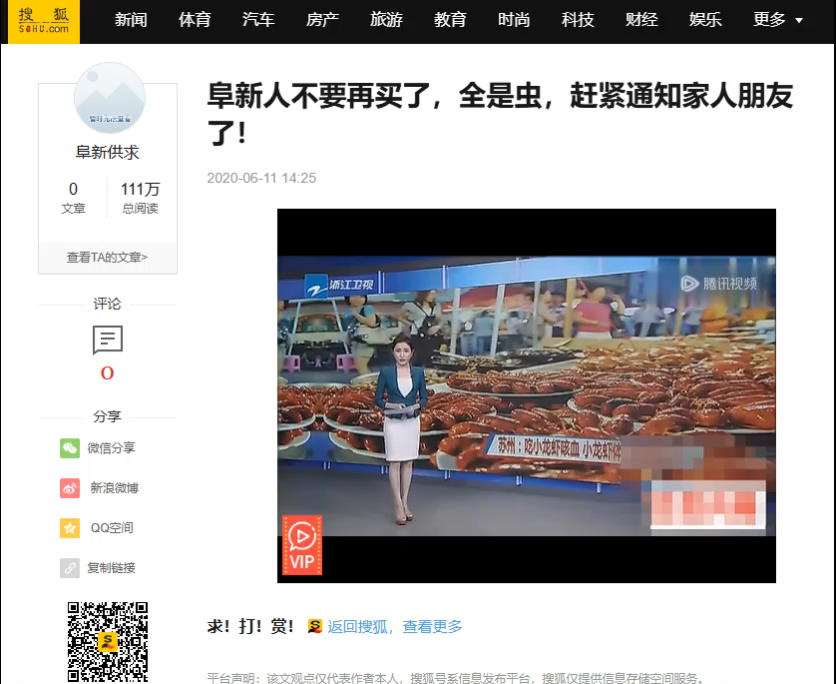 搜 狐
SOHU.com
新闻 体育 汽车 房产 旅游 教育 时尚 科技 财经 娱乐 更多
阜新人不要再买了，全是虫，赶紧通知家人朋友
了！
2020-06-11 14:25
暂时无法查看
阜新供求
0 111万
文章 总阅读
查看TA的文章>
评论
0
分享
微信分享
新浪微博
QQ空间
复制链接
浙江卫视
腾讯视频
苏州：吃小龙虾咳血 小龙虾
VIP
求！打！赏！ 返回搜狐，查看更多
平台声明：该文观点仅代表作者本人，搜狐号系信息发布平台，搜狐仅提供信息存储空间服务。